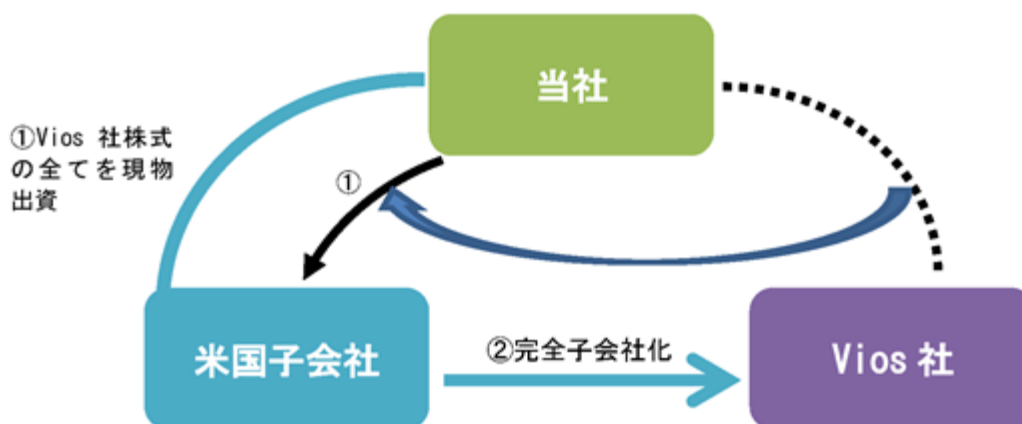 当社
①Vios 社株式
の全てを現物
出資
①
米国子会社
②完全子会社化
Vios 社